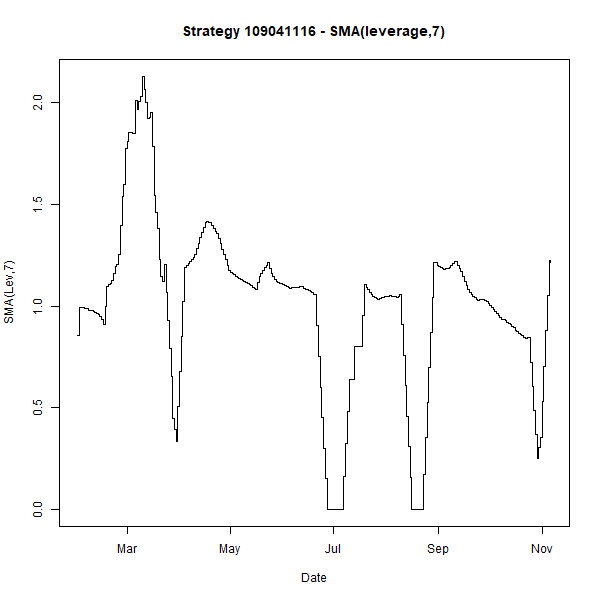 Strategy 109041116 - SMA(leverage,7)
SMA(Lev,7)
2.0
1.5
1.0
0.5
0.0
Mar May Jul Sep Nov
Date